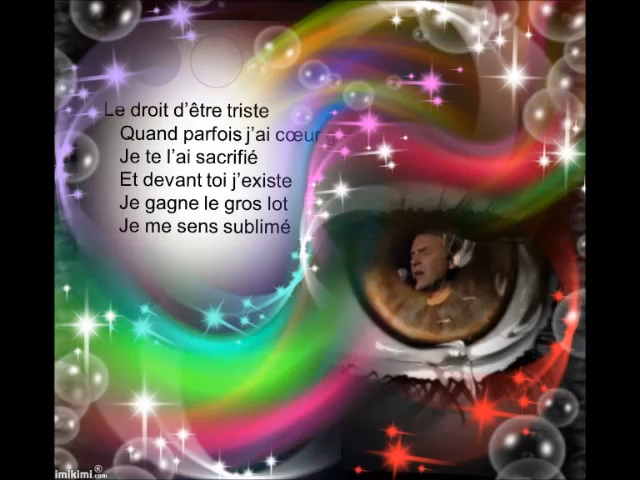 Le droit d'être triste
Quand parfois j'ai cœur g
Je te l'ai sacrifié
Et devant toi j'existe
Je gagne le gros lot
Je me sens sublimé
imikimi.com®